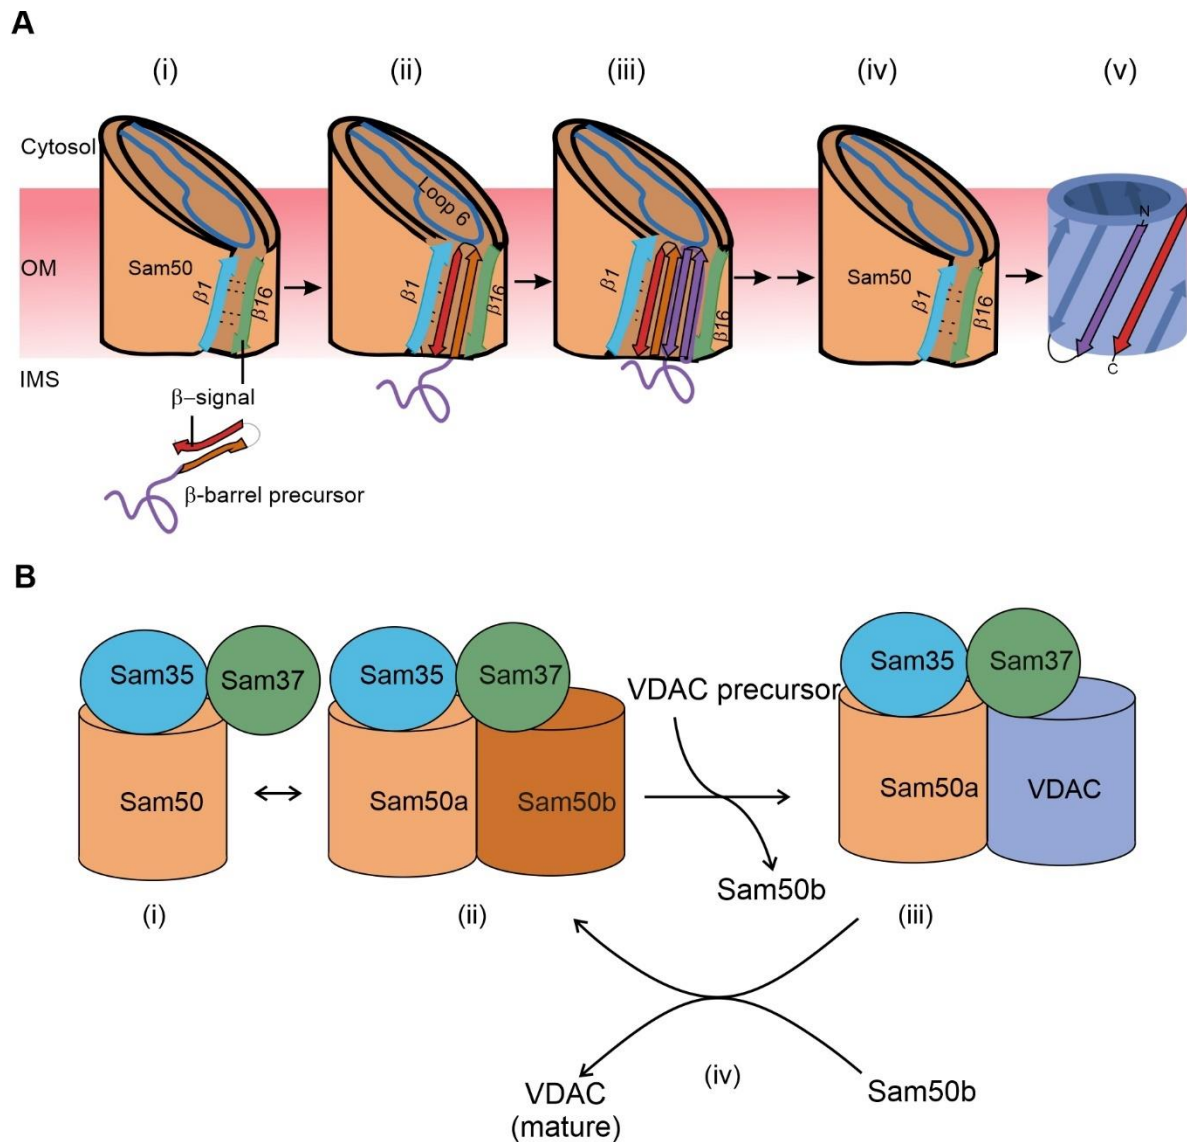 A
(i) (ii) (iii) (iv) (v)
Cytosol
Loop 6
N
OM
Sam50
β1
β16
β1
β1
β16
Sam50
β1
β16
IMS
C
β–signal
β-barrel precursor
B
Sam35
Sam37
Sam35
Sam37
VDAC precursor
Sam35
Sam37
Sam50
Sam50a
Sam50b
Sam50a
VDAC
Sam50b
(i)
(ii)
(iii)
(iv)
VDAC
(mature)
Sam50b